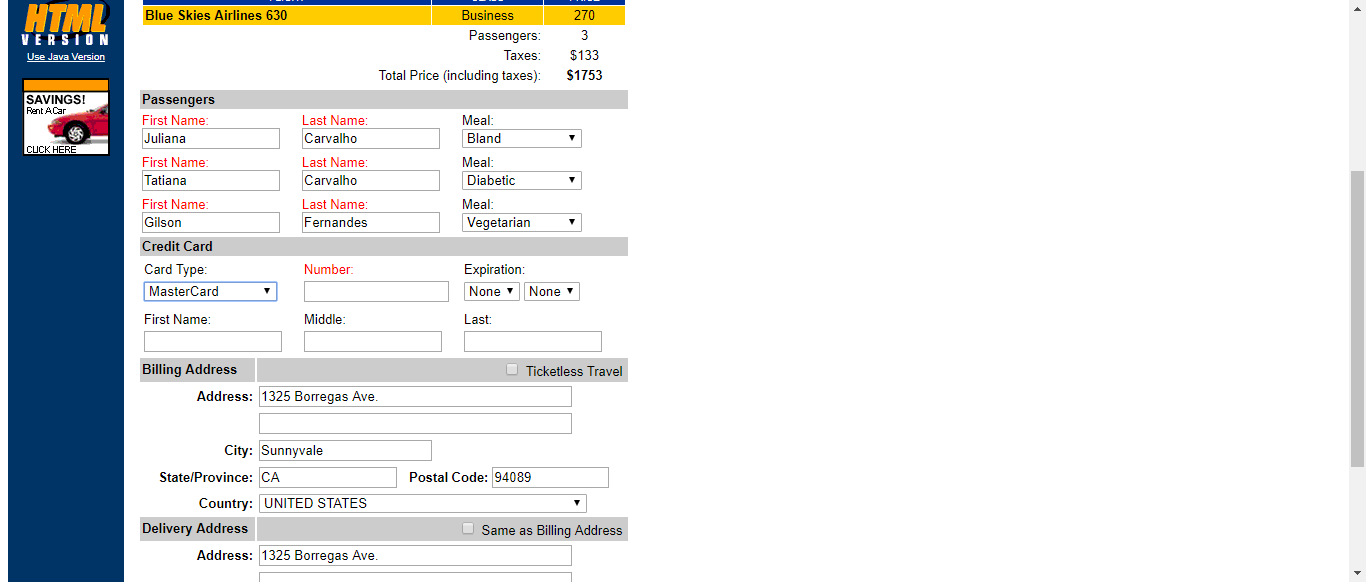 HTML
VERSION
Use Java Version
SAVINGS!
Rent A Car
CLICK HERE
Blue Skies Airlines 630 Business 270
Passengers: 3
Taxes: $133
Total Price (including taxes): $1753
Passengers
First Name: Last Name: Meal:
Juliana Carvalho Bland
First Name: Last Name: Meal:
Tatiana Carvalho Diabetic
First Name: Last Name: Meal:
Gilson Fernandes Vegetarian
Credit Card
Card Type: Number: Expiration:
MasterCard None None
First Name: Middle: Last:
Billing Address Ticketless Travel
Address: 1325 Borregas Ave.
City: Sunnyvale
State/Province: CA Postal Code: 94089
Country: UNITED STATES
Delivery Address Same as Billing Address
Address: 1325 Borregas Ave.